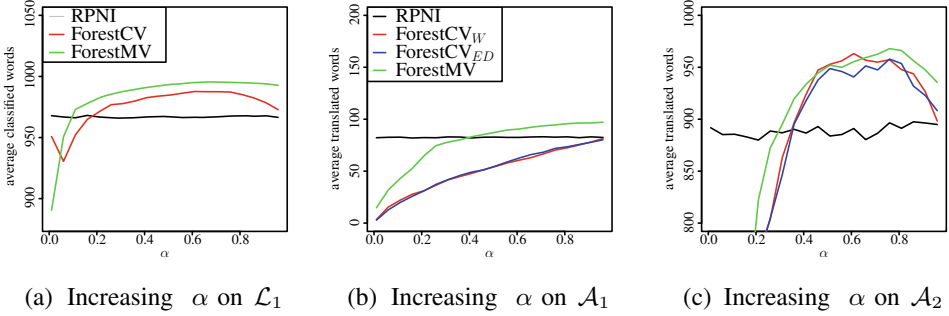 average classified words
1050
1000
950
900
RPNI
ForestCV
ForestMV
0.0 0.2 0.4 0.6 0.8
α
(a) Increasing α on 𝓛₁
average translated words
200
150
100
50
0
RPNI
ForestCV_W
ForestCV_ED
ForestMV
0.0 0.2 0.4 0.6 0.8
α
(b) Increasing α on 𝓐₁
average translated words
1000
950
900
850
800
0.0 0.2 0.4 0.6 0.8
α
(c) Increasing α on 𝓐₂